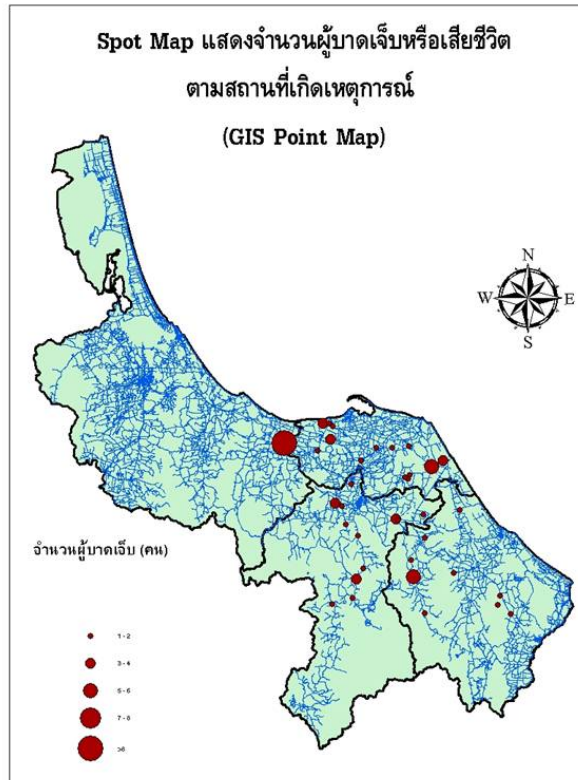 Spot Map แสดงจำนวนผู้บาดเจ็บหรือเสียชีวิต
ตามสถานที่เกิดเหตุการณ์
(GIS Point Map)
N
W
E
S
จำนวนผู้บาดเจ็บ (คน)
1 - 2
3 - 4
5 - 6
7 - 8
>8